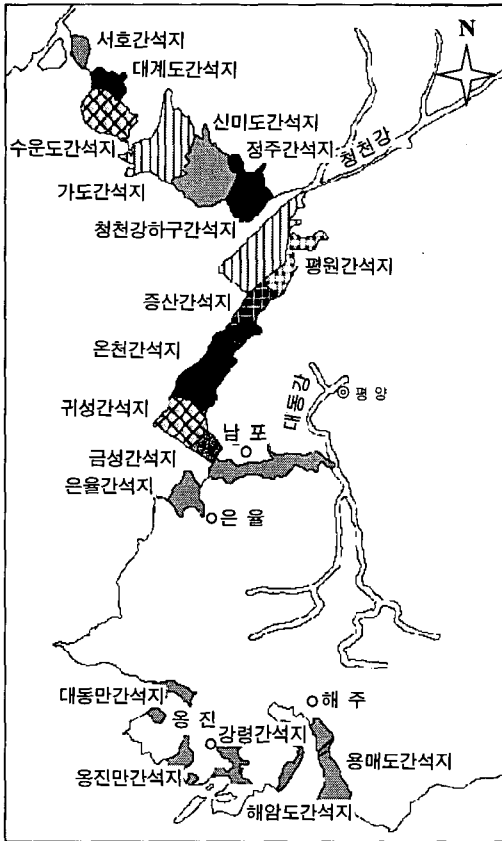 서호간석지
N
대계도간석지
신미도간석지
수운도간석지
정주간석지
청천강
가도간석지
청천강하구간석지
평원간석지
증산간석지
온천간석지
대동강
평양
귀성간석지
남포
금성간석지
은율간석지
은율
대동만간석지
해주
옹진
강령간석지
용매도간석지
옹진만간석지
해암도간석지